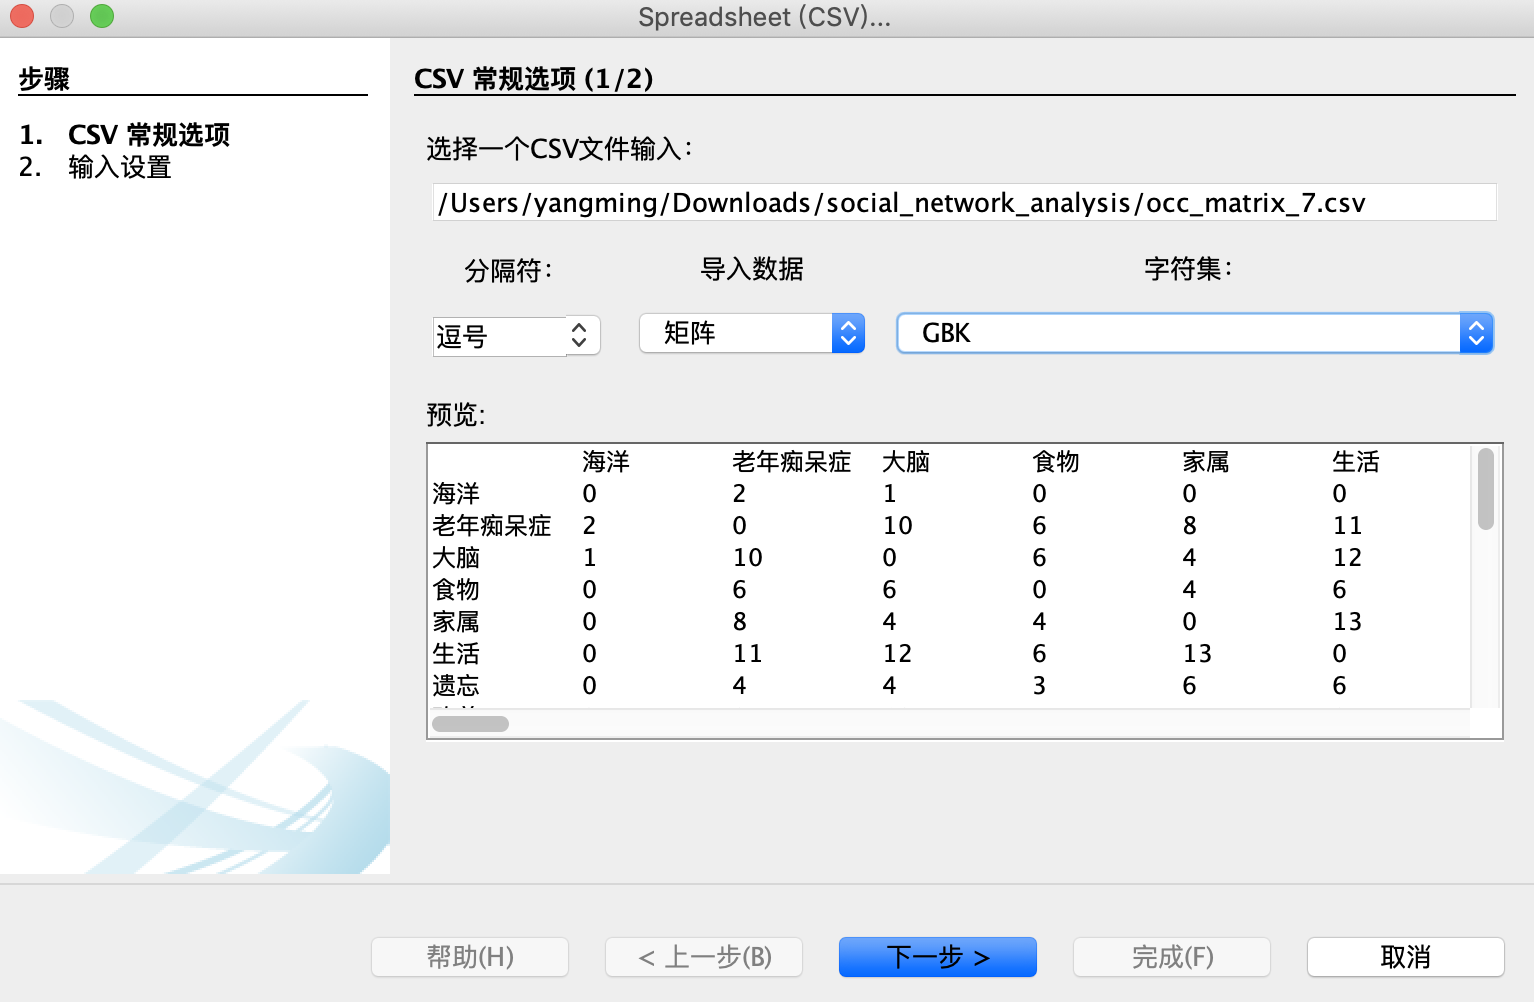 Spreadsheet (CSV)...
步骤
1. CSV 常规选项
2. 输入设置
CSV 常规选项 (1/2)
选择一个CSV文件输入：
/Users/yangming/Downloads/social_network_analysis/occ_matrix_7.csv
分隔符： 导入数据 字符集：
逗号 矩阵 GBK
预览:
海洋 老年痴呆症 大脑 食物 家属 生活
海洋 0 2 1 0 0 0
老年痴呆症 2 0 10 6 8 11
大脑 1 10 0 6 4 12
食物 0 6 6 0 4 6
家属 0 8 4 4 0 13
生活 0 11 12 6 13 0
遗忘 0 4 4 3 6 6
帮助(H) < 上一步(B) 下一步 > 完成(F) 取消